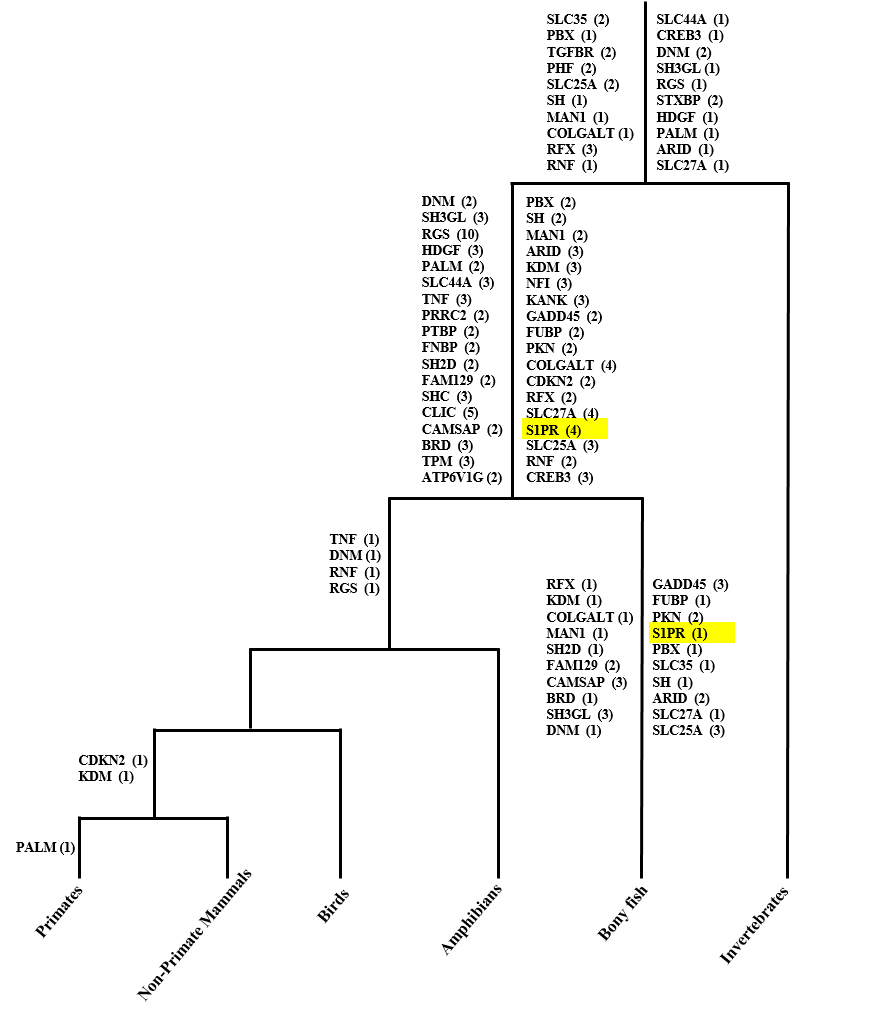 SLC35 (2)
PBX (1)
TGFBR (2)
PHF (2)
SLC25A (2)
SH (1)
MAN1 (1)
COLGALT (1)
RFX (3)
RNF (1)
SLC44A (1)
CREB3 (1)
DNM (2)
SH3GL (1)
RGS (1)
STXBP (2)
HDGF (1)
PALM (1)
ARID (1)
SLC27A (1)
DNM (2)
SH3GL (3)
RGS (10)
HDGF (3)
PALM (2)
SLC44A (3)
TNF (3)
PRRC2 (2)
PTBP (2)
FNBP (2)
SH2D (2)
FAM129 (2)
SHC (3)
CLIC (5)
CAMSAP (2)
BRD (3)
TPM (3)
ATP6V1G (2)
PBX (2)
SH (2)
MAN1 (2)
ARID (3)
KDM (3)
NFI (3)
KANK (3)
GADD45 (2)
FUBP (2)
PKN (2)
COLGALT (4)
CDKN2 (2)
RFX (2)
SLC27A (4)
S1PR (4)
SLC25A (3)
RNF (2)
CREB3 (3)
TNF (1)
DNM (1)
RNF (1)
RGS (1)
RFX (1)
KDM (1)
COLGALT (1)
MAN1 (1)
SH2D (1)
FAM129 (2)
CAMSAP (3)
BRD (1)
SH3GL (3)
DNM (1)
GADD45 (3)
FUBP (1)
PKN (2)
S1PR (1)
PBX (1)
SLC35 (1)
SH (1)
ARID (2)
SLC27A (1)
SLC25A (3)
CDKN2 (1)
KDM (1)
PALM (1)
Primates
Non-Primate Mammals
Birds
Amphibians
Bony fish
Invertebrates